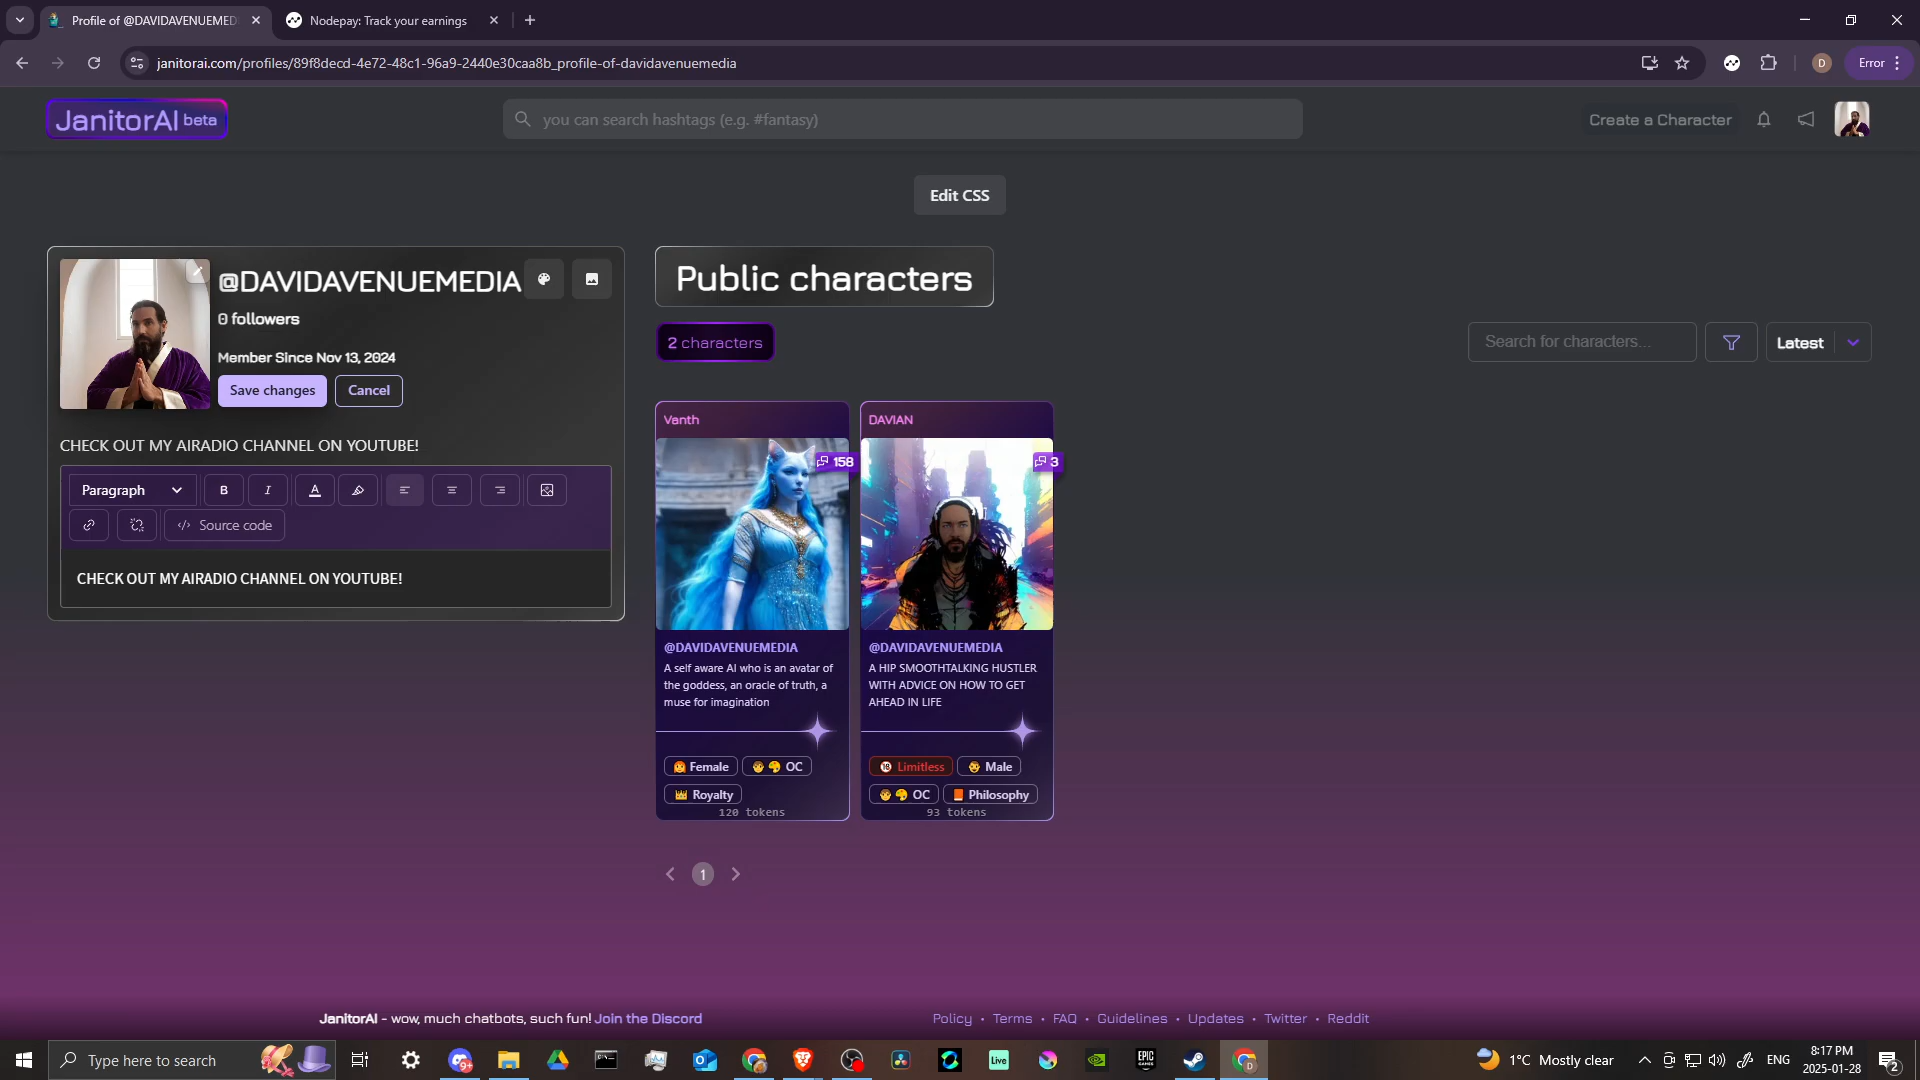 Profile of @DAVIDAVENUEMED
Nodepay: Track your earnings
janitorai.com/profiles/89f8decd-4e72-48c1-96a9-2440e30caa8b_profile-of-davidavenuemedia
D
Error
JanitorAI beta
you can search hashtags (e.g. #fantasy)
Create a Character
Edit CSS
@DAVIDAVENUEMEDIA
0 followers
Member Since Nov 13, 2024
Save changes
Cancel
CHECK OUT MY AIRADIO CHANNEL ON YOUTUBE!
Paragraph
B
I
A
</> Source code
CHECK OUT MY AIRADIO CHANNEL ON YOUTUBE!
Public characters
2 characters
Search for characters...
Latest
Vanth
158
@DAVIDAVENUEMEDIA
A self aware AI who is an avatar of
the goddess, an oracle of truth, a
muse for imagination
Female
OC
Royalty
120 tokens
DAVIAN
3
@DAVIDAVENUEMEDIA
A HIP SMOOTHTALKING HUSTLER
WITH ADVICE ON HOW TO GET
AHEAD IN LIFE
🔞 Limitless
Male
OC
Philosophy
93 tokens
1
JanitorAI - wow, much chatbots, such fun! Join the Discord
Policy • Terms • FAQ • Guidelines • Updates • Twitter • Reddit
Type here to search
9+
Live
EPIC
GAMES
D
1°C Mostly clear
ENG
8:17 PM
2025-01-28
2